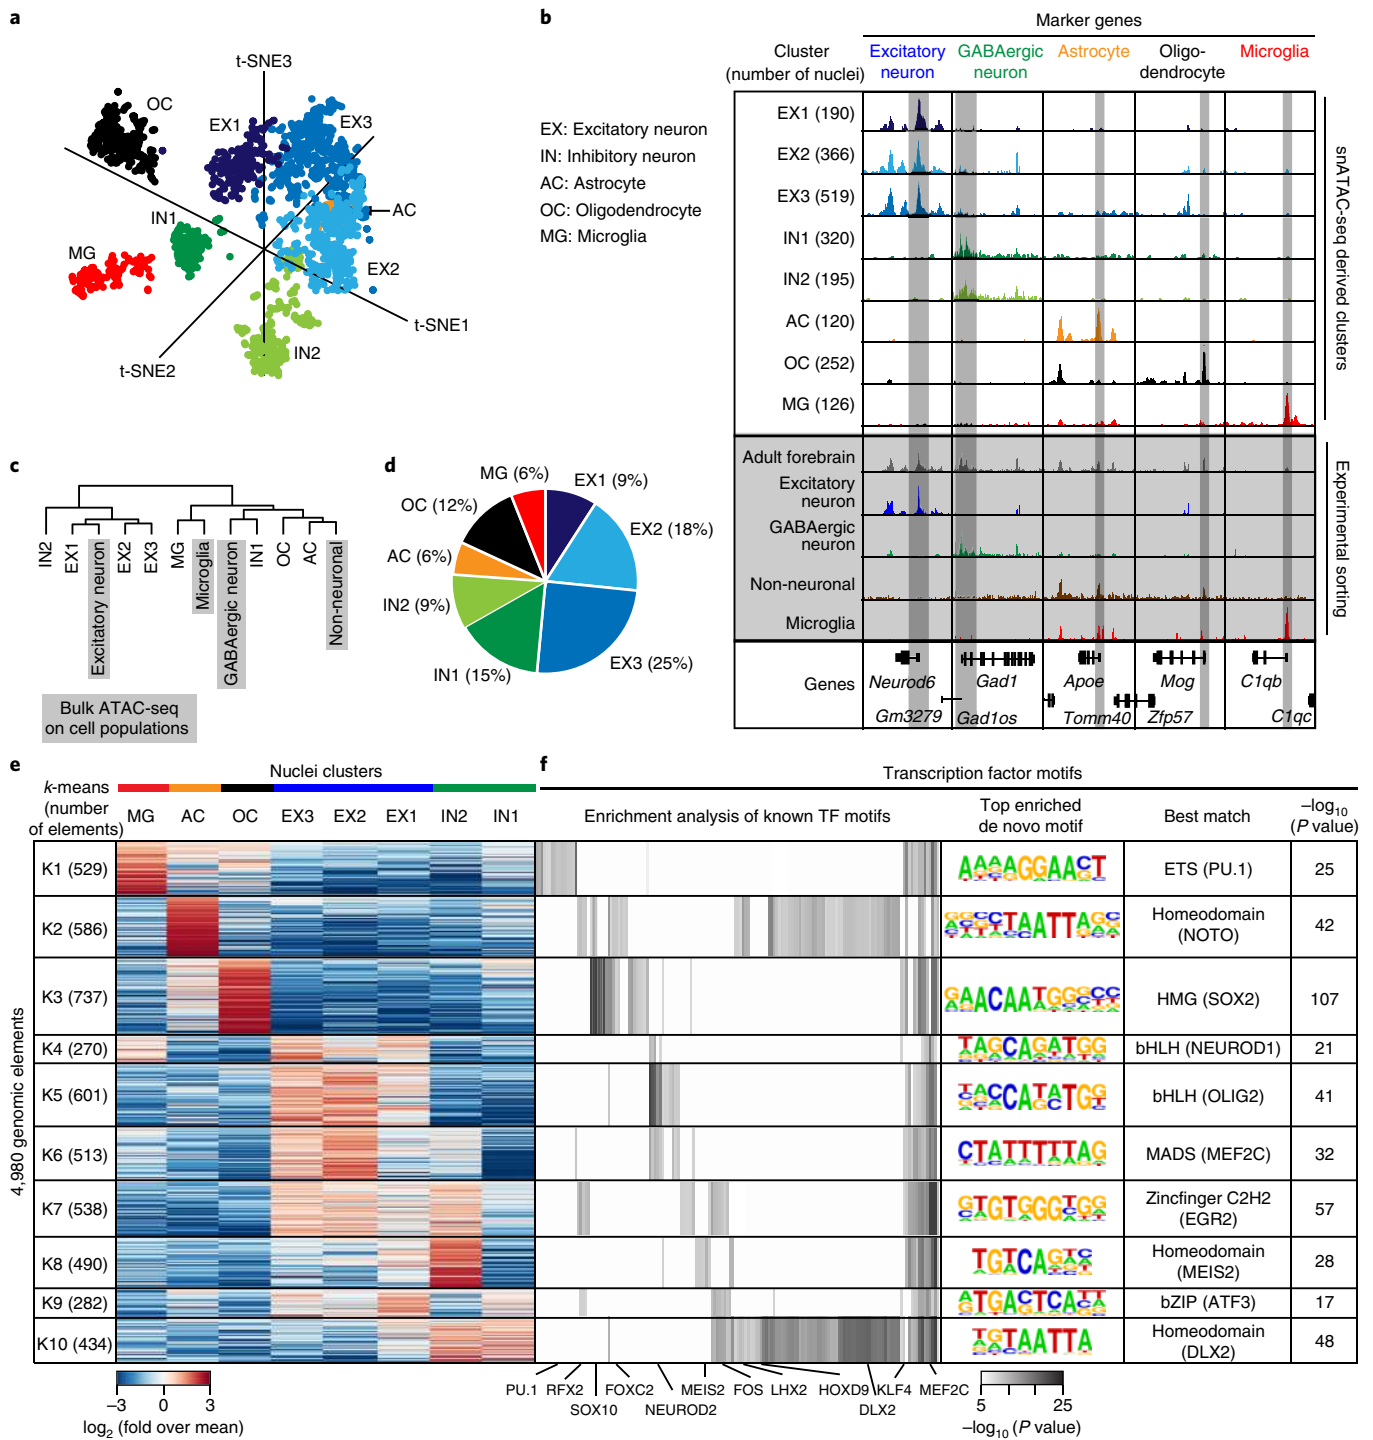 a
t-SNE3
OC
EX1
EX3
IN1
AC
MG
EX2
t-SNE1
t-SNE2
IN2
EX: Excitatory neuron
IN: Inhibitory neuron
AC: Astrocyte
OC: Oligodendrocyte
MG: Microglia
b
Marker genes
Cluster
(number of nuclei)
Excitatory
neuron
GABAergic
neuron
Astrocyte
Oligo-
dendrocyte
Microglia
EX1 (190)
EX2 (366)
EX3 (519)
IN1 (320)
IN2 (195)
AC (120)
OC (252)
MG (126)
snATAC-seq derived clusters
Adult forebrain
Excitatory
neuron
GABAergic
neuron
Non-neuronal
Microglia
Experimental sorting
Genes
Neurod6
Gad1
Apoe
Mog
C1qb
Gm3279
Gad1os
Tomm40
Zfp57
C1qc
c
IN2
EX1
Excitatory neuron
EX2
EX3
MG
Microglia
GABAergic neuron
IN1
OC
AC
Non-neuronal
Bulk ATAC-seq
on cell populations
d
MG (6%)
EX1 (9%)
OC (12%)
EX2 (18%)
AC (6%)
IN2 (9%)
EX3 (25%)
IN1 (15%)
e
Nuclei clusters
k-means
(number
of elements)
MG AC OC EX3 EX2 EX1 IN2 IN1
4,980 genomic elements
K1 (529)
K2 (586)
K3 (737)
K4 (270)
K5 (601)
K6 (513)
K7 (538)
K8 (490)
K9 (282)
K10 (434)
−3 0 3
log2 (fold over mean)
f
Transcription factor motifs
Enrichment analysis of known TF motifs
Top enriched
de novo motif
Best match
−log10
(P value)
AAAAGGAACT
ETS (PU.1)
25
Homeodomain
(NOTO)
42
HMG (SOX2)
107
TAGCAGATGG
bHLH (NEUROD1)
21
bHLH (OLIG2)
41
CTATTTTTAG
MADS (MEF2C)
32
GTGTGGGTGG
Zincfinger C2H2
(EGR2)
57
Homeodomain
(MEIS2)
28
bZIP (ATF3)
17
Homeodomain
(DLX2)
48
PU.1 RFX2 FOXC2 MEIS2 FOS LHX2 HOXD9 KLF4 MEF2C
SOX10 NEUROD2 DLX2
5 25
−log10 (P value)